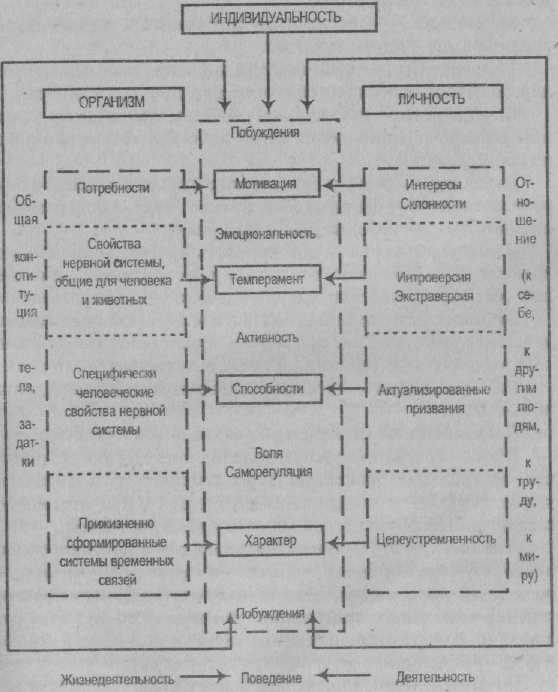 ИНДИВИДУАЛЬНОСТЬ
ОРГАНИЗМ
ЛИЧНОСТЬ
Побуждения
Потребности
Мотивация
Интересы
Склонности
Эмоциональность
Свойства
нервной системы,
общие для человека
и животных
Темперамент
Интроверсия
Экстраверсия
Активность
Специфически
человеческие
свойства нервной
системы
Способности
Актуализированные
призвания
Воля
Саморегуляция
Прижизненно
сформированные
системы временных
связей
Характер
Целеустремленность
Побуждения
Об-
щая
кон-
сти-
ту-
ция
те-
ла,
за-
дат-
ки
От-
но-
ше-
ние
(к
се-
бе,
к
дру-
гим
лю-
дям,
к
тру-
ду,
к
ми-
ру)
Жизнедеятельность
Поведение
Деятельность